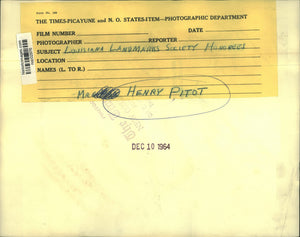 THE TIMES-PICAYUNE and N. O. STATES-ITEM—PHOTOGRAPHIC DEPARTMENT
FILM NUMBER DATE
PHOTOGRAPHER REPORTER
SUBJECT LOUISIANA LANDMARKS SOCIETY HONOREES
LOCATION
NAMES (L. TO R.)
MR HENRY PITOT
DEC 10 1964